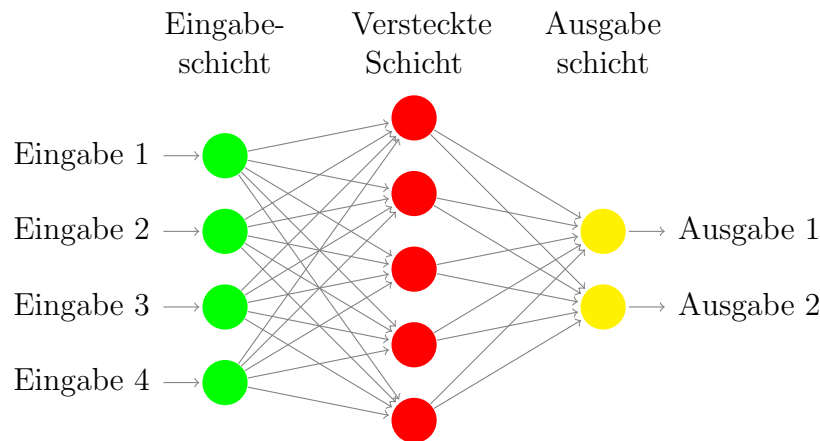 Eingabe-
schicht
Versteckte
Schicht
Ausgabe
schicht
Eingabe 1
Eingabe 2
Eingabe 3
Eingabe 4
Ausgabe 1
Ausgabe 2